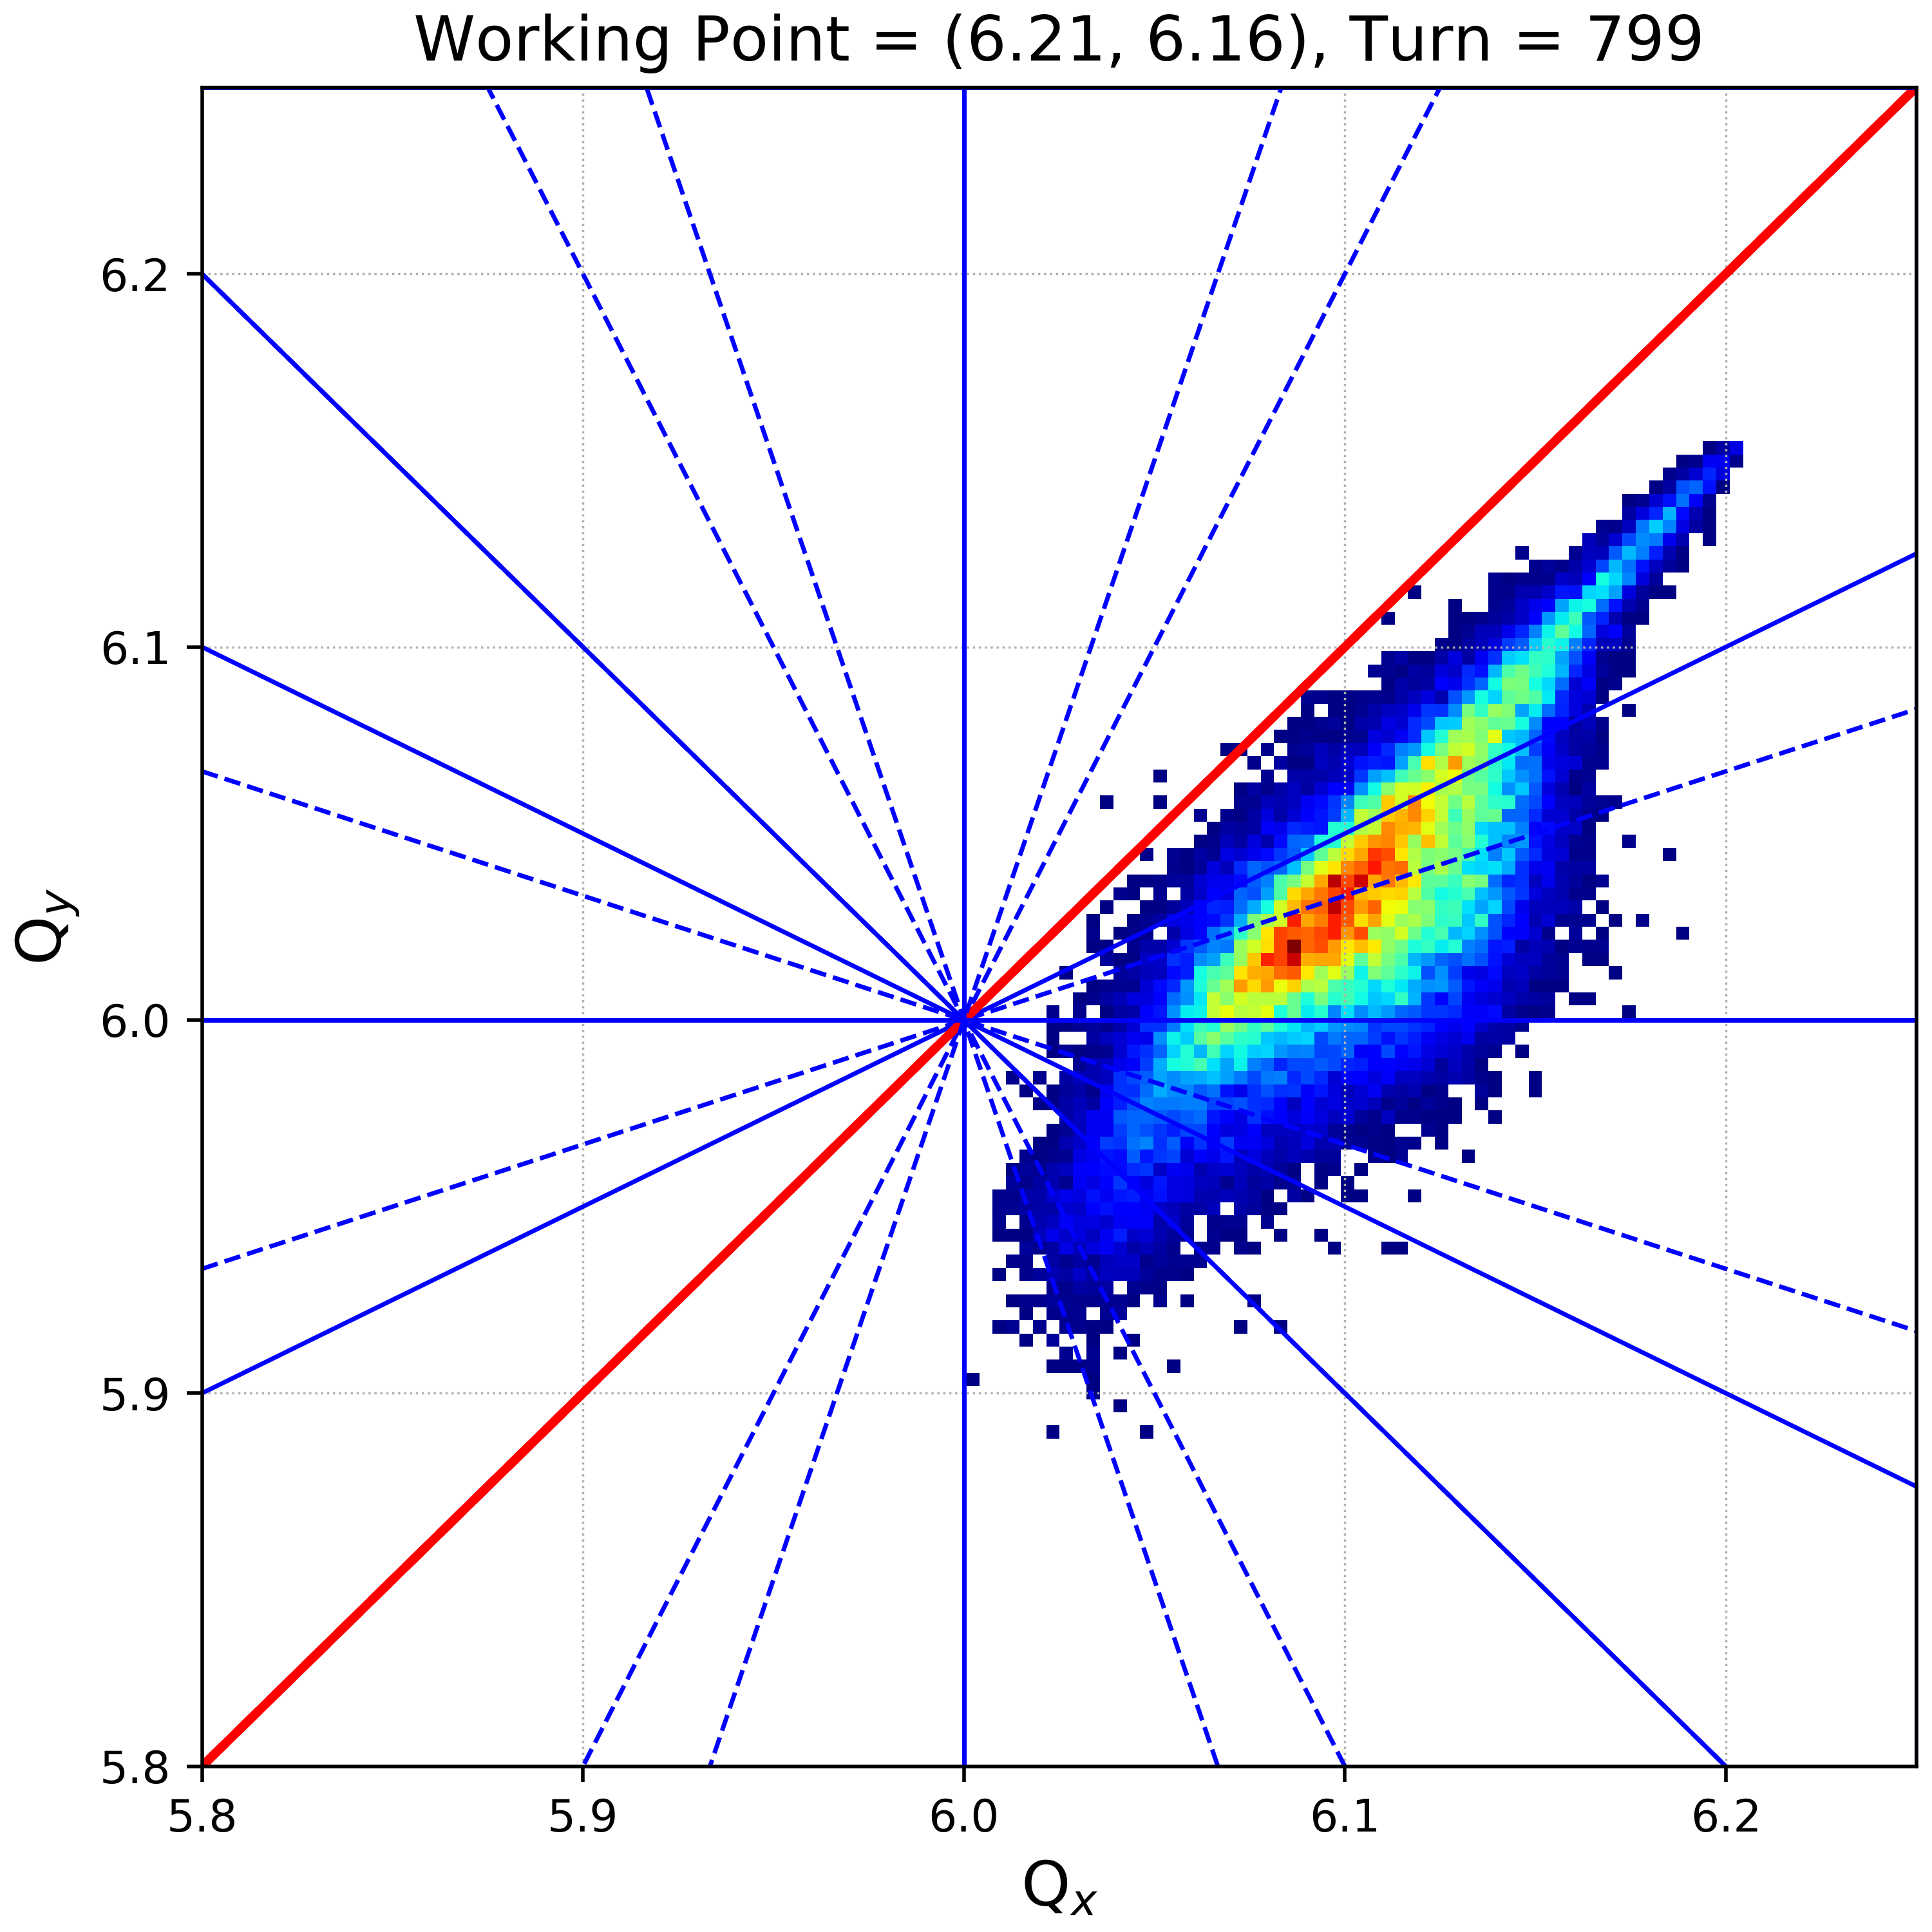 Working Point = (6.21, 6.16), Turn = 799
6.2
6.1
6.0
5.9
5.8
Qy
5.8 5.9 6.0 6.1 6.2
Qx